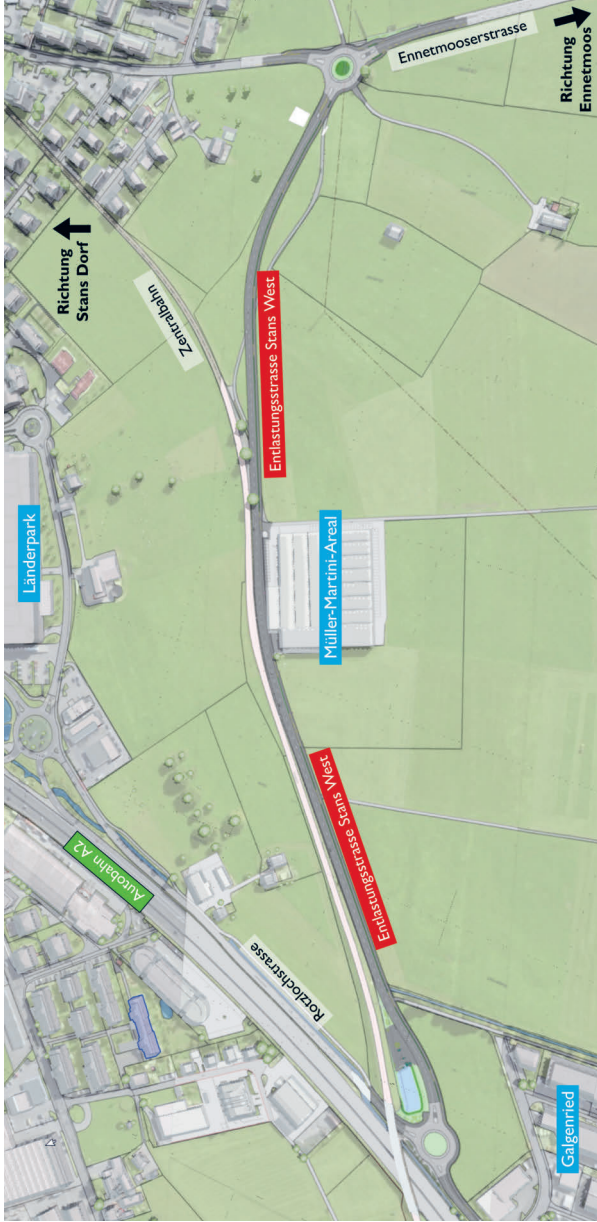 Ennetmooserstrasse
Richtung
Ennetmoos
Richtung
Stans Dorf
Zentralbahn
Entlastungsstrasse Stans West
Länderpark
Müller-Martini-Areal
Entlastungsstrasse Stans West
Autobahn A2
Rotzlochstrasse
Galgenried